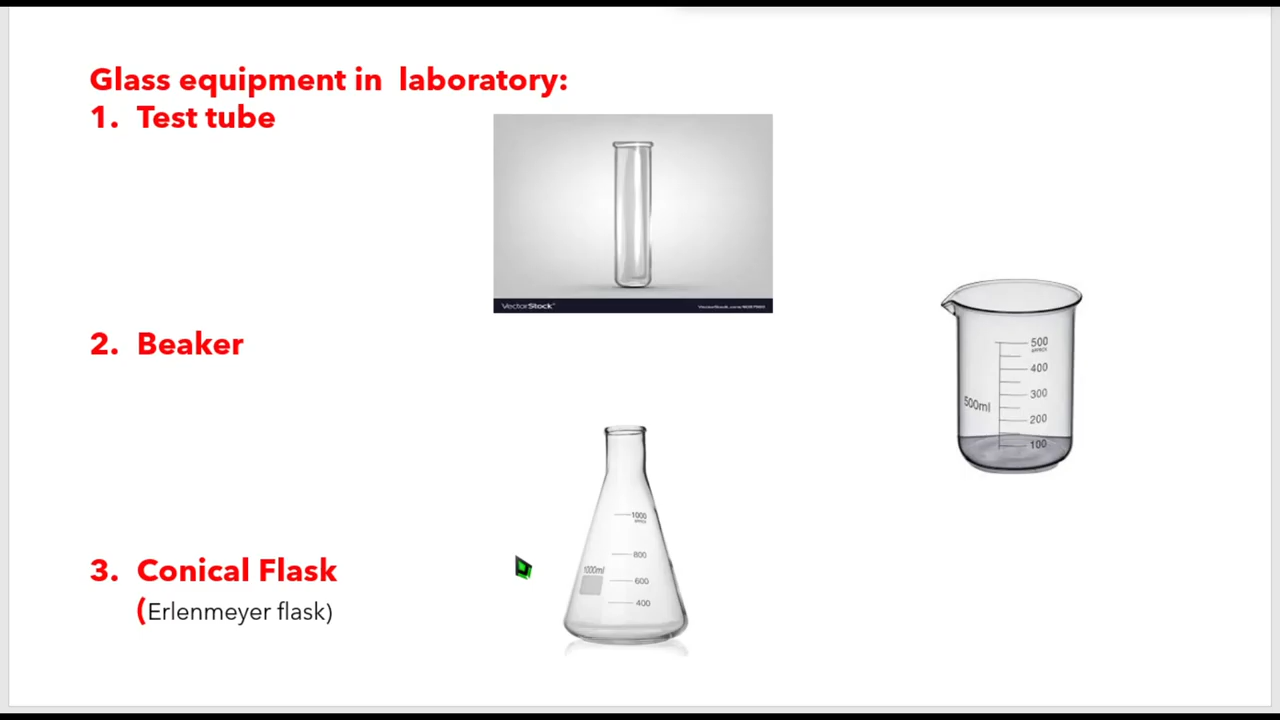 Glass equipment in laboratory:
1. Test tube
VectorStock
2. Beaker
500
APPROX
400
300
500ml
200
100
1000
800
1000ml
600
400
3. Conical Flask
(Erlenmeyer flask)